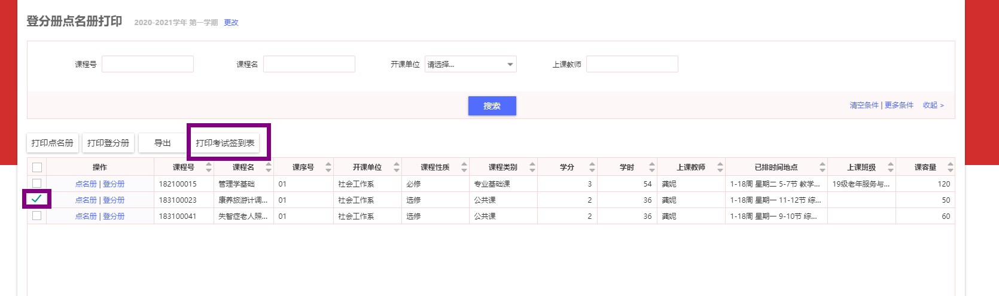 登分册点名册打印 2020-2021学年 第一学期 更改
课程号 课程名 开课单位 请选择... 上课教师
搜索 清空条件 | 更多条件 收起 >
打印点名册 打印登分册 导出 打印考试签到表
操作 课程号 课程名 课序号 开课单位 课程性质 课程类别 学分 学时 上课教师 已排时间地点 上课班级 课容量
点名册 | 登分册 182100015 管理学基础 01 社会工作系 必修 专业基础课 3 54 龚妮 1-18周 星期二 5-7节 教学... 19级老年服务与... 120
点名册 | 登分册 183100023 康养旅游计调... 01 社会工作系 选修 公共课 2 36 龚妮 1-18周 星期一 11-12节 综... 50
点名册 | 登分册 183100041 失智症老人照... 01 社会工作系 选修 公共课 2 36 龚妮 1-18周 星期一 9-10节 综... 60